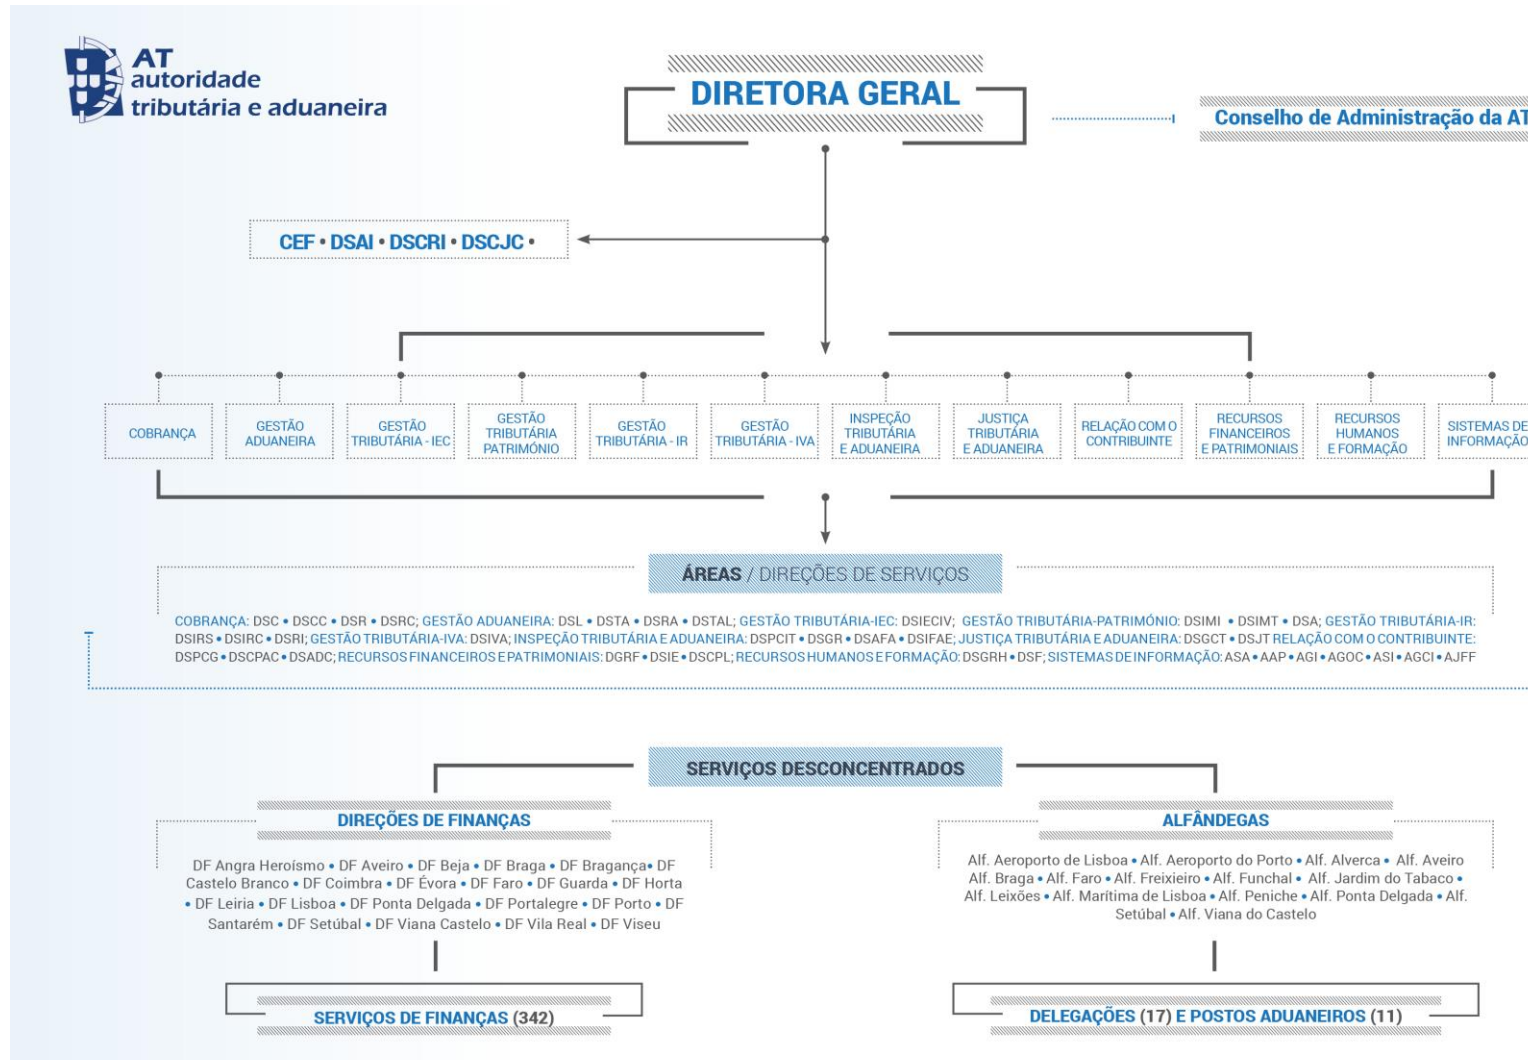 AT
autoridade
tributária e aduaneira
DIRETORA GERAL
Conselho de Administração da AT
CEF • DSAI • DSCRI • DSCJC •
COBRANÇA
GESTÃO
ADUANEIRA
GESTÃO
TRIBUTÁRIA - IEC
GESTÃO
TRIBUTÁRIA
PATRIMÓNIO
GESTÃO
TRIBUTÁRIA - IR
GESTÃO
TRIBUTÁRIA - IVA
INSPEÇÃO
TRIBUTÁRIA
E ADUANEIRA
JUSTIÇA
TRIBUTÁRIA
E ADUANEIRA
RELAÇÃO COM O
CONTRIBUINTE
RECURSOS
FINANCEIROS
E PATRIMONIAIS
RECURSOS
HUMANOS
E FORMAÇÃO
SISTEMAS DE
INFORMAÇÃO
ÁREAS / DIREÇÕES DE SERVIÇOS
COBRANÇA: DSC • DSCC • DSR • DSRC; GESTÃO ADUANEIRA: DSL • DSTA • DSRA • DSTAL; GESTÃO TRIBUTÁRIA-IEC: DSIECIV; GESTÃO TRIBUTÁRIA-PATRIMÓNIO: DSIMI • DSIMT • DSA; GESTÃO TRIBUTÁRIA-IR:
DSIRS • DSIRC • DSRI; GESTÃO TRIBUTÁRIA-IVA: DSIVA; INSPEÇÃO TRIBUTÁRIA E ADUANEIRA: DSPCIT • DSGR • DSAFA • DSIFAE; JUSTIÇA TRIBUTÁRIA E ADUANEIRA: DSGCT • DSJT RELAÇÃO COM O CONTRIBUINTE:
DSPCG • DSCPAC • DSADC; RECURSOS FINANCEIROS E PATRIMONIAIS: DGRF • DSIE • DSCPL; RECURSOS HUMANOS E FORMAÇÃO: DSGRH • DSF; SISTEMAS DE INFORMAÇÃO: ASA • AAP • AGI • AGOC • ASI • AGCI • AJFF
SERVIÇOS DESCONCENTRADOS
DIREÇÕES DE FINANÇAS
DF Angra Heroísmo • DF Aveiro • DF Beja • DF Braga • DF Bragança • DF
Castelo Branco • DF Coimbra • DF Évora • DF Faro • DF Guarda • DF Horta
• DF Leiria • DF Lisboa • DF Ponta Delgada • DF Portalegre • DF Porto • DF
Santarém • DF Setúbal • DF Viana Castelo • DF Vila Real • DF Viseu
SERVIÇOS DE FINANÇAS (342)
ALFÂNDEGAS
Alf. Aeroporto de Lisboa • Alf. Aeroporto do Porto • Alf. Alverca • Alf. Aveiro
Alf. Braga • Alf. Faro • Alf. Freixieiro • Alf. Funchal • Alf. Jardim do Tabaco •
Alf. Leixões • Alf. Marítima de Lisboa • Alf. Peniche • Alf. Ponta Delgada • Alf.
Setúbal • Alf. Viana do Castelo
DELEGAÇÕES (17) E POSTOS ADUANEIROS (11)